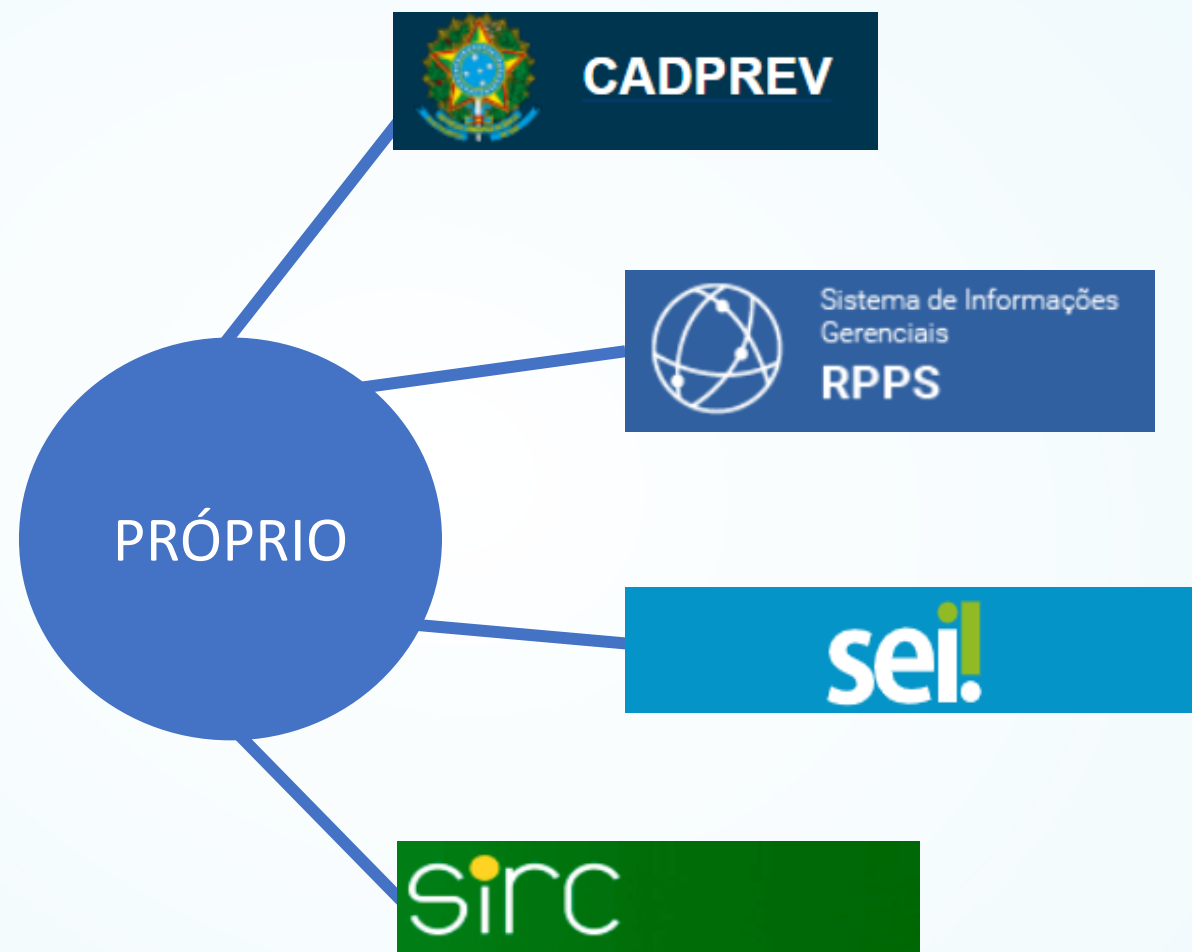 CADPREV
Sistema de Informações
Gerenciais
RPPS
PRÓPRIO
sei!
sirc